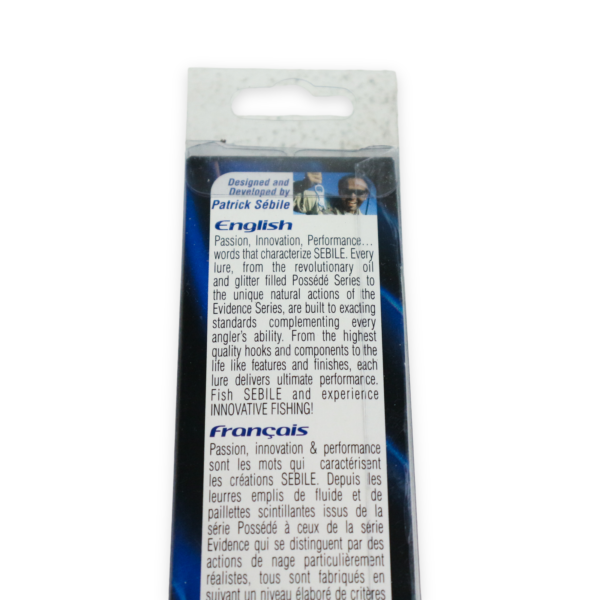 Designed and
Developed by
Patrick Sébile
English
Passion, Innovation, Performance...
words that characterize SEBILE. Every
lure, from the revolutionary oil
and glitter filled Possédé Series to
the unique natural actions of the
Evidence Series, are built to exacting
standards complementing every
angler's ability. From the highest
quality hooks and components to the
life like features and finishes, each
lure delivers ultimate performance.
Fish SEBILE and experience
INNOVATIVE FISHING!
Français
Passion, innovation & performance
sont les mots qui caractérisent
les créations SEBILE. Depuis les
leurres emplis de fluide et de
paillettes scintillantes issus de la
série Possédé à ceux de la série
Evidence qui se distinguent par des
actions de nage particulièrement
réalistes, tous sont fabriqués en
suivant un niveau élaboré de critères